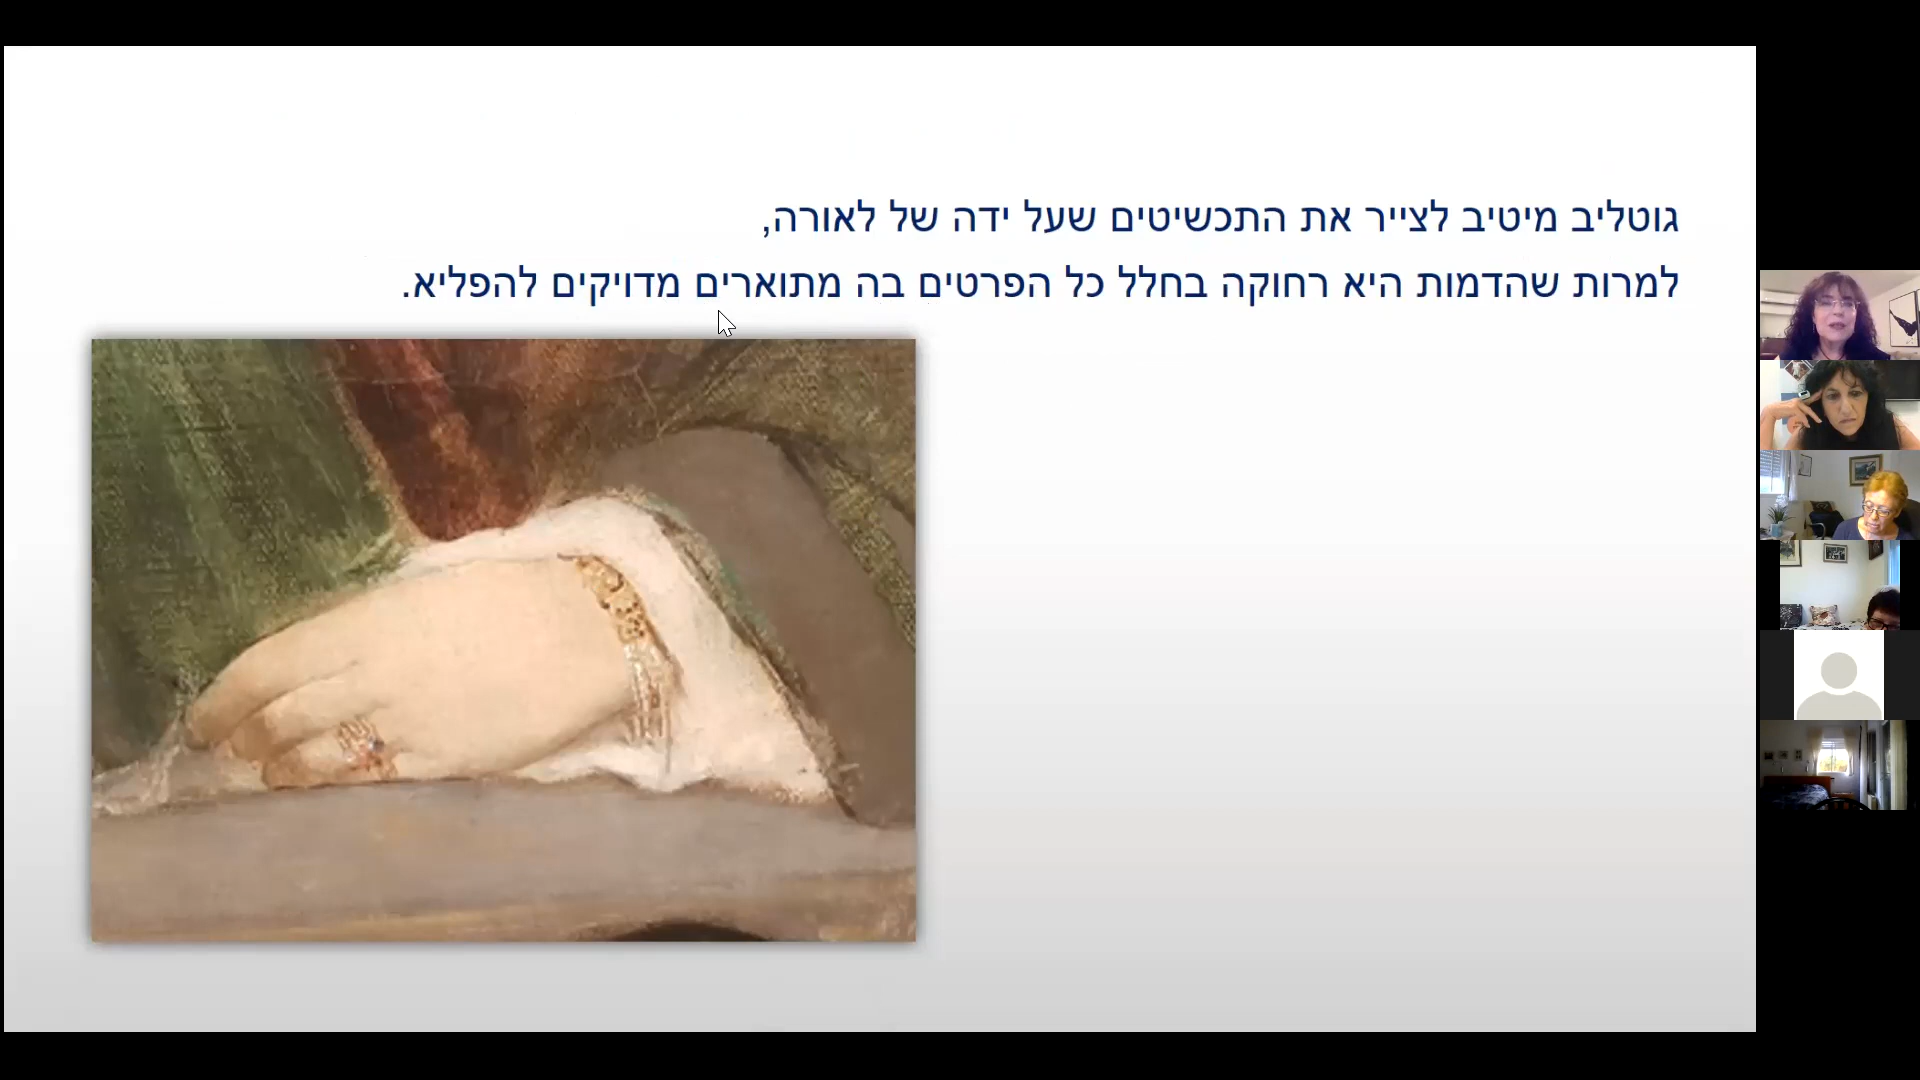 גוטליב מיטיב לצייר את התכשיטים שעל ידה של לאורה,
למרות שהדמות היא רחוקה בחלל כל הפרטים בה מתוארים מדויקים להפליא.